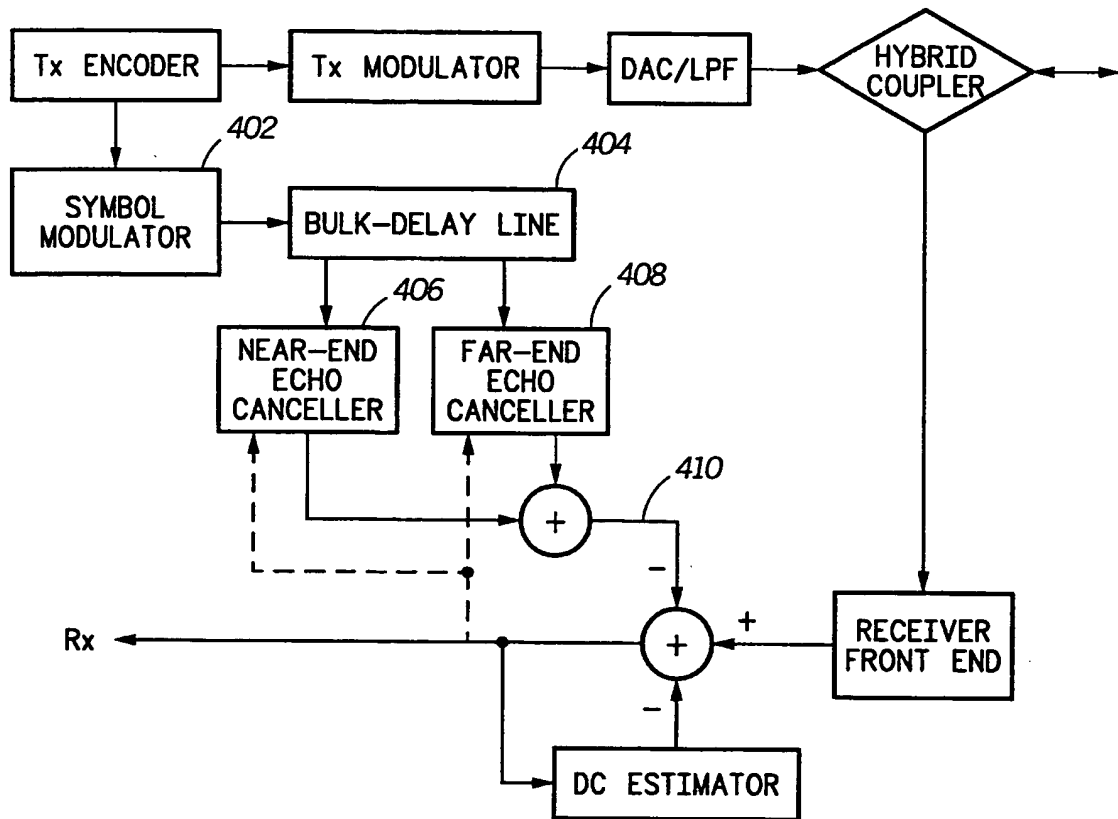 Tx ENCODER
Tx MODULATOR
DAC/LPF
HYBRID
COUPLER
402
SYMBOL
MODULATOR
404
BULK-DELAY LINE
406
NEAR-END
ECHO
CANCELLER
408
FAR-END
ECHO
CANCELLER
+
410
-
Rx
+
+
RECEIVER
FRONT END
-
DC ESTIMATOR